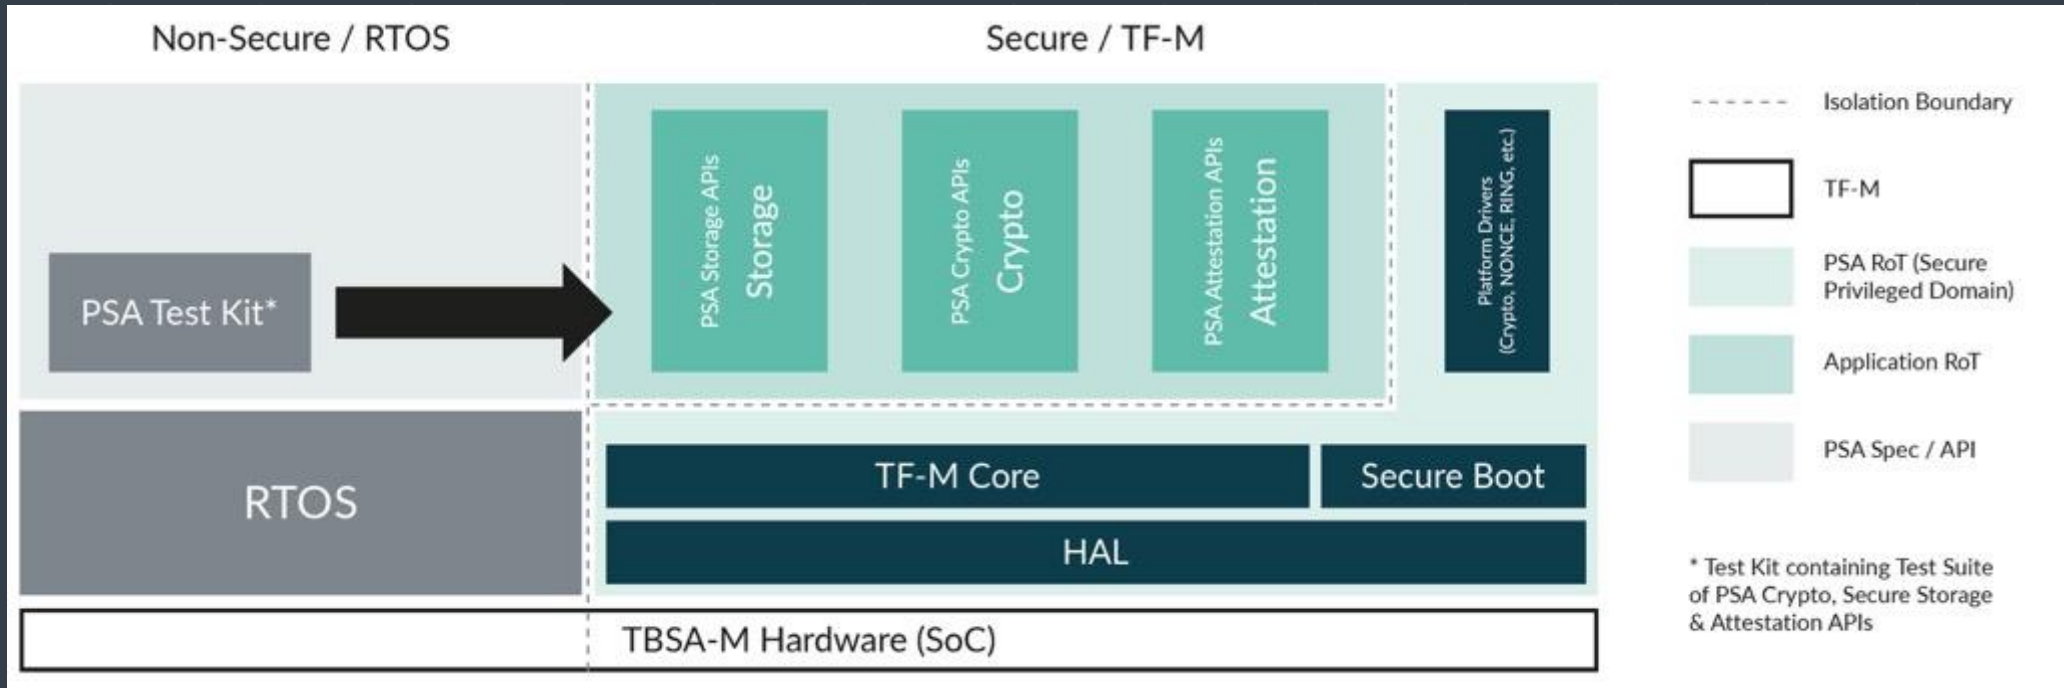 Non-Secure / RTOS
Secure / TF-M
PSA Test Kit*
RTOS
PSA Storage APIs
Storage
PSA Crypto APIs
Crypto
PSA Attestation APIs
Attestation
Platform Drivers
(Crypto, NONCE, RING, etc.)
TF-M Core
Secure Boot
HAL
TBSA-M Hardware (SoC)
Isolation Boundary
TF-M
PSA RoT (Secure
Privileged Domain)
Application RoT
PSA Spec / API
* Test Kit containing Test Suite
of PSA Crypto, Secure Storage
& Attestation APIs